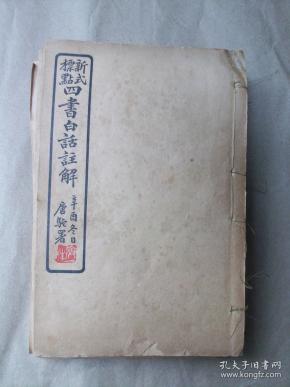 新式
標點
四書白話註解
辛酉冬日
唐駝署
孔夫子旧书网